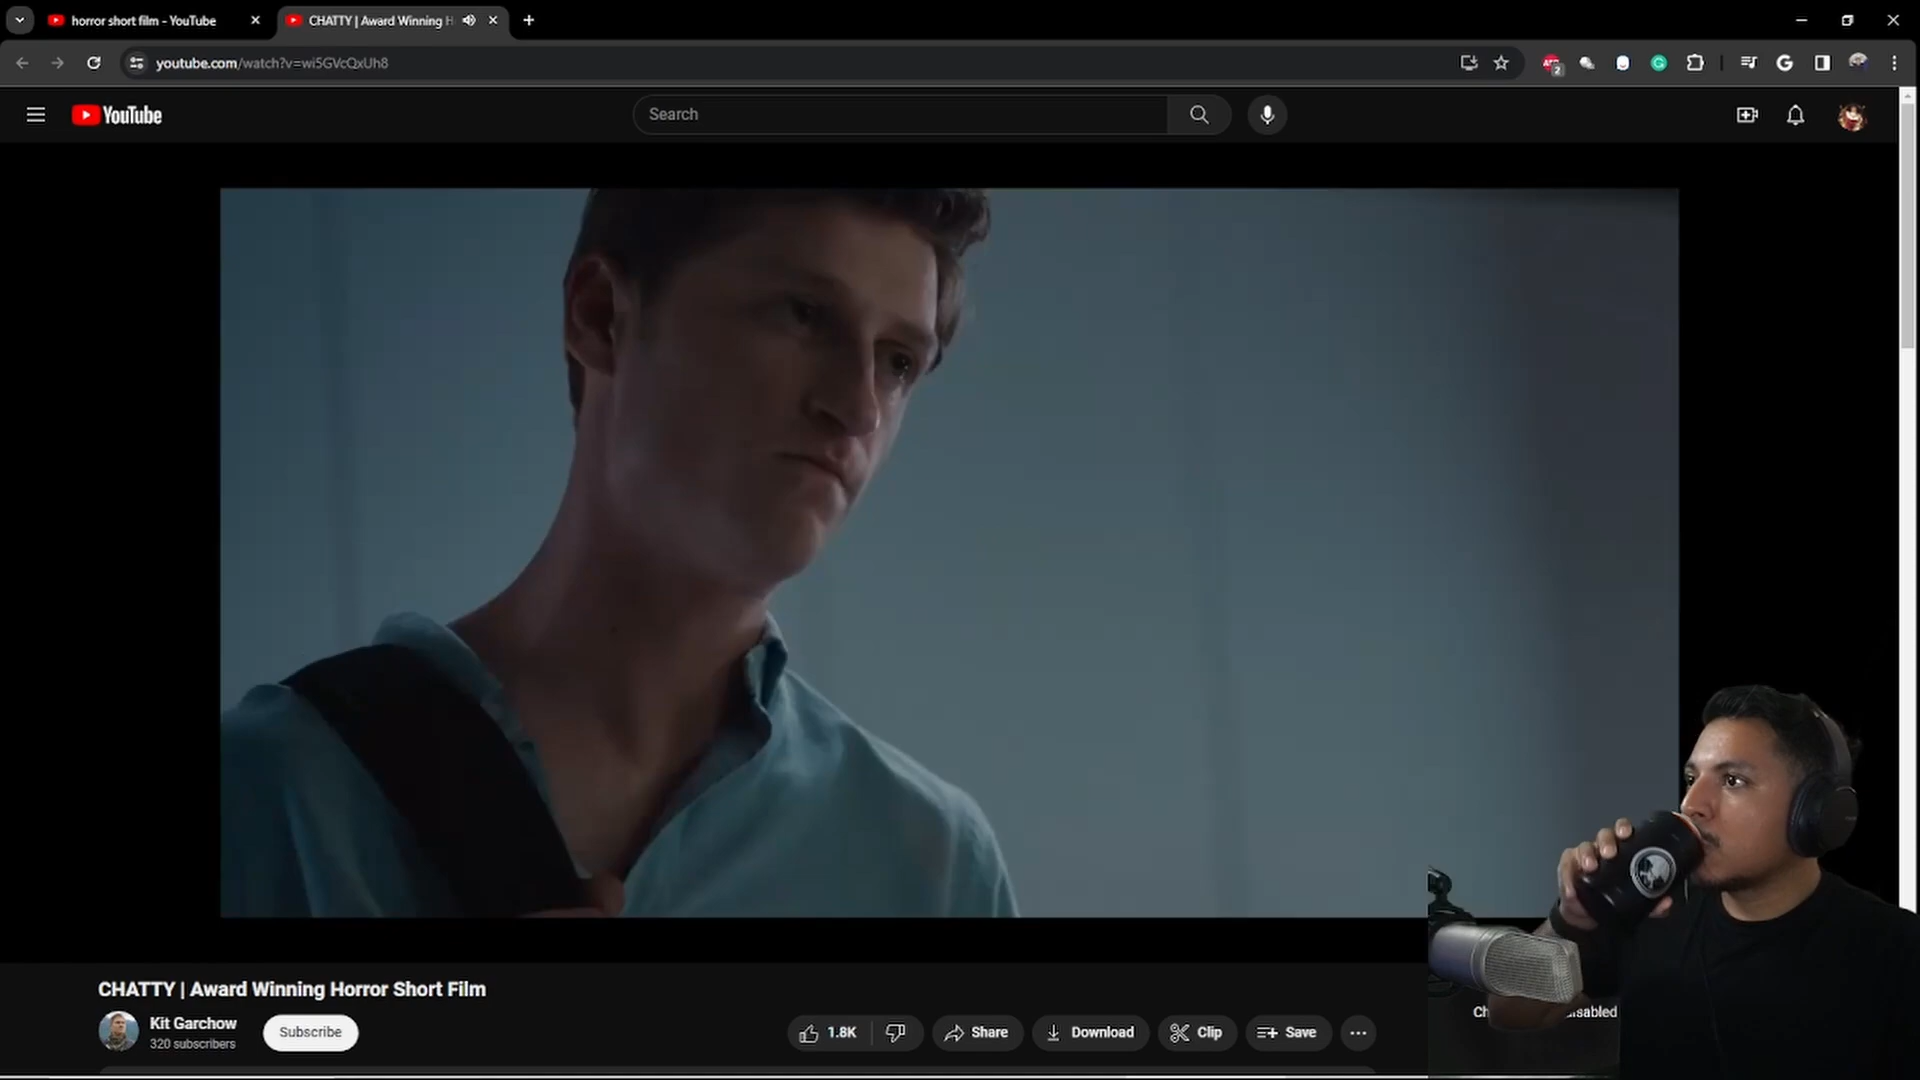 horror short film - YouTube
CHATTY | Award Winning H
youtube.com/watch?v=wi5GVcQxUh8
2
YouTube
Search
CHATTY | Award Winning Horror Short Film
Kit Garchow
320 subscribers
Subscribe
1.8K
Share
Download
Clip
Save